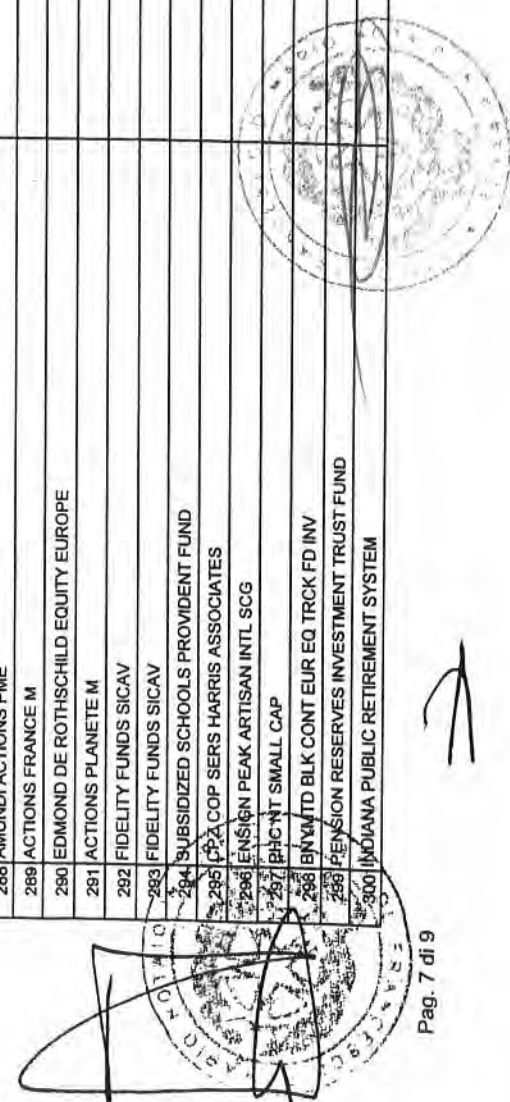 288 AMUNDI ACTIONS PME
289 ACTIONS FRANCE M
290 EDMOND DE ROTHSCHILD EQUITY EUROPE
291 ACTIONS PLANETE M
292 FIDELITY FUNDS SICAV
293 FIDELITY FUNDS SICAV
294 SUBSIDIZED SCHOOLS PROVIDENT FUND
295 CPZ COP SERS HARRIS ASSOCIATES
296 ENSIGN PEAK ARTISAN INTL SCG
297 PHC NT SMALL CAP
298 BNYMTD BLK CONT EUR EQ TRCK FD INV
299 PENSION RESERVES INVESTMENT TRUST FUND
300 INDIANA PUBLIC RETIREMENT SYSTEM
Pag. 7 di 9